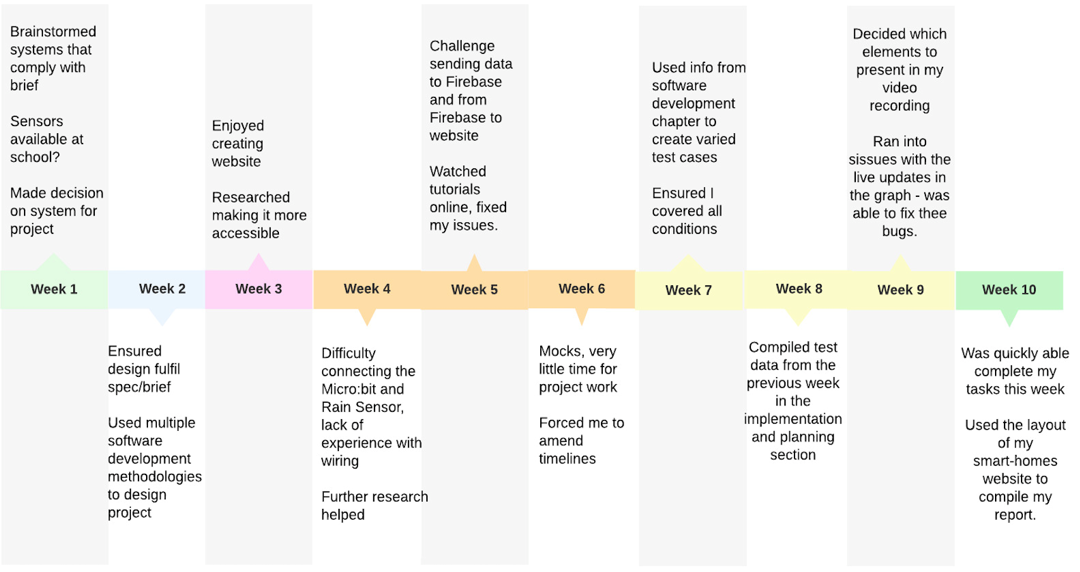 Brainstormed
systems that
comply with
brief
Sensors
available at
school?
Made decision
on system for
project
Enjoyed
creating
website
Researched
making it more
accessible
Challenge
sending data
to Firebase
and from
Firebase to
website
Watched
tutorials
online, fixed
my issues.
Used info from
software
development
chapter to
create varied
test cases
Ensured I
covered all
conditions
Decided which
elements to
present in my
video
recording
Ran into
sissues with the
live updates in
the graph - was
able to fix thee
bugs.
Week 1
Week 2
Week 3
Week 4
Week 5
Week 6
Week 7
Week 8
Week 9
Week 10
Ensured
design fulfil
spec/brief
Used multiple
software
development
methodologies
to design
project
Difficulty
connecting the
Micro:bit and
Rain Sensor,
lack of
experience with
wiring
Further research
helped
Mocks, very
little time for
project work
Forced me to
amend
timelines
Compiled test
data from the
previous week
in the
implementation
and planning
section
Was quickly able
complete my
tasks this week
Used the layout
of my
smart-homes
website to
compile my
report.